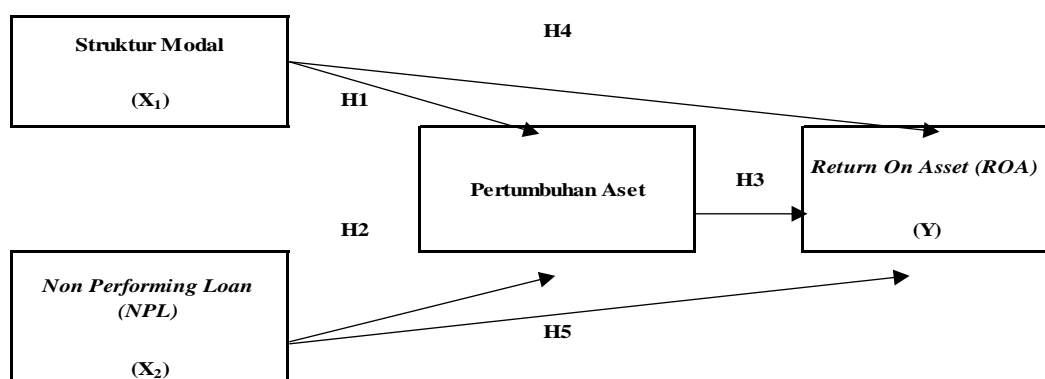 Struktur Modal
(X₁)
H4
H1
Pertumbuhan Aset
H3
Return On Asset (ROA)
(Y)
H2
Non Performing Loan
(NPL)
(X₂)
H5